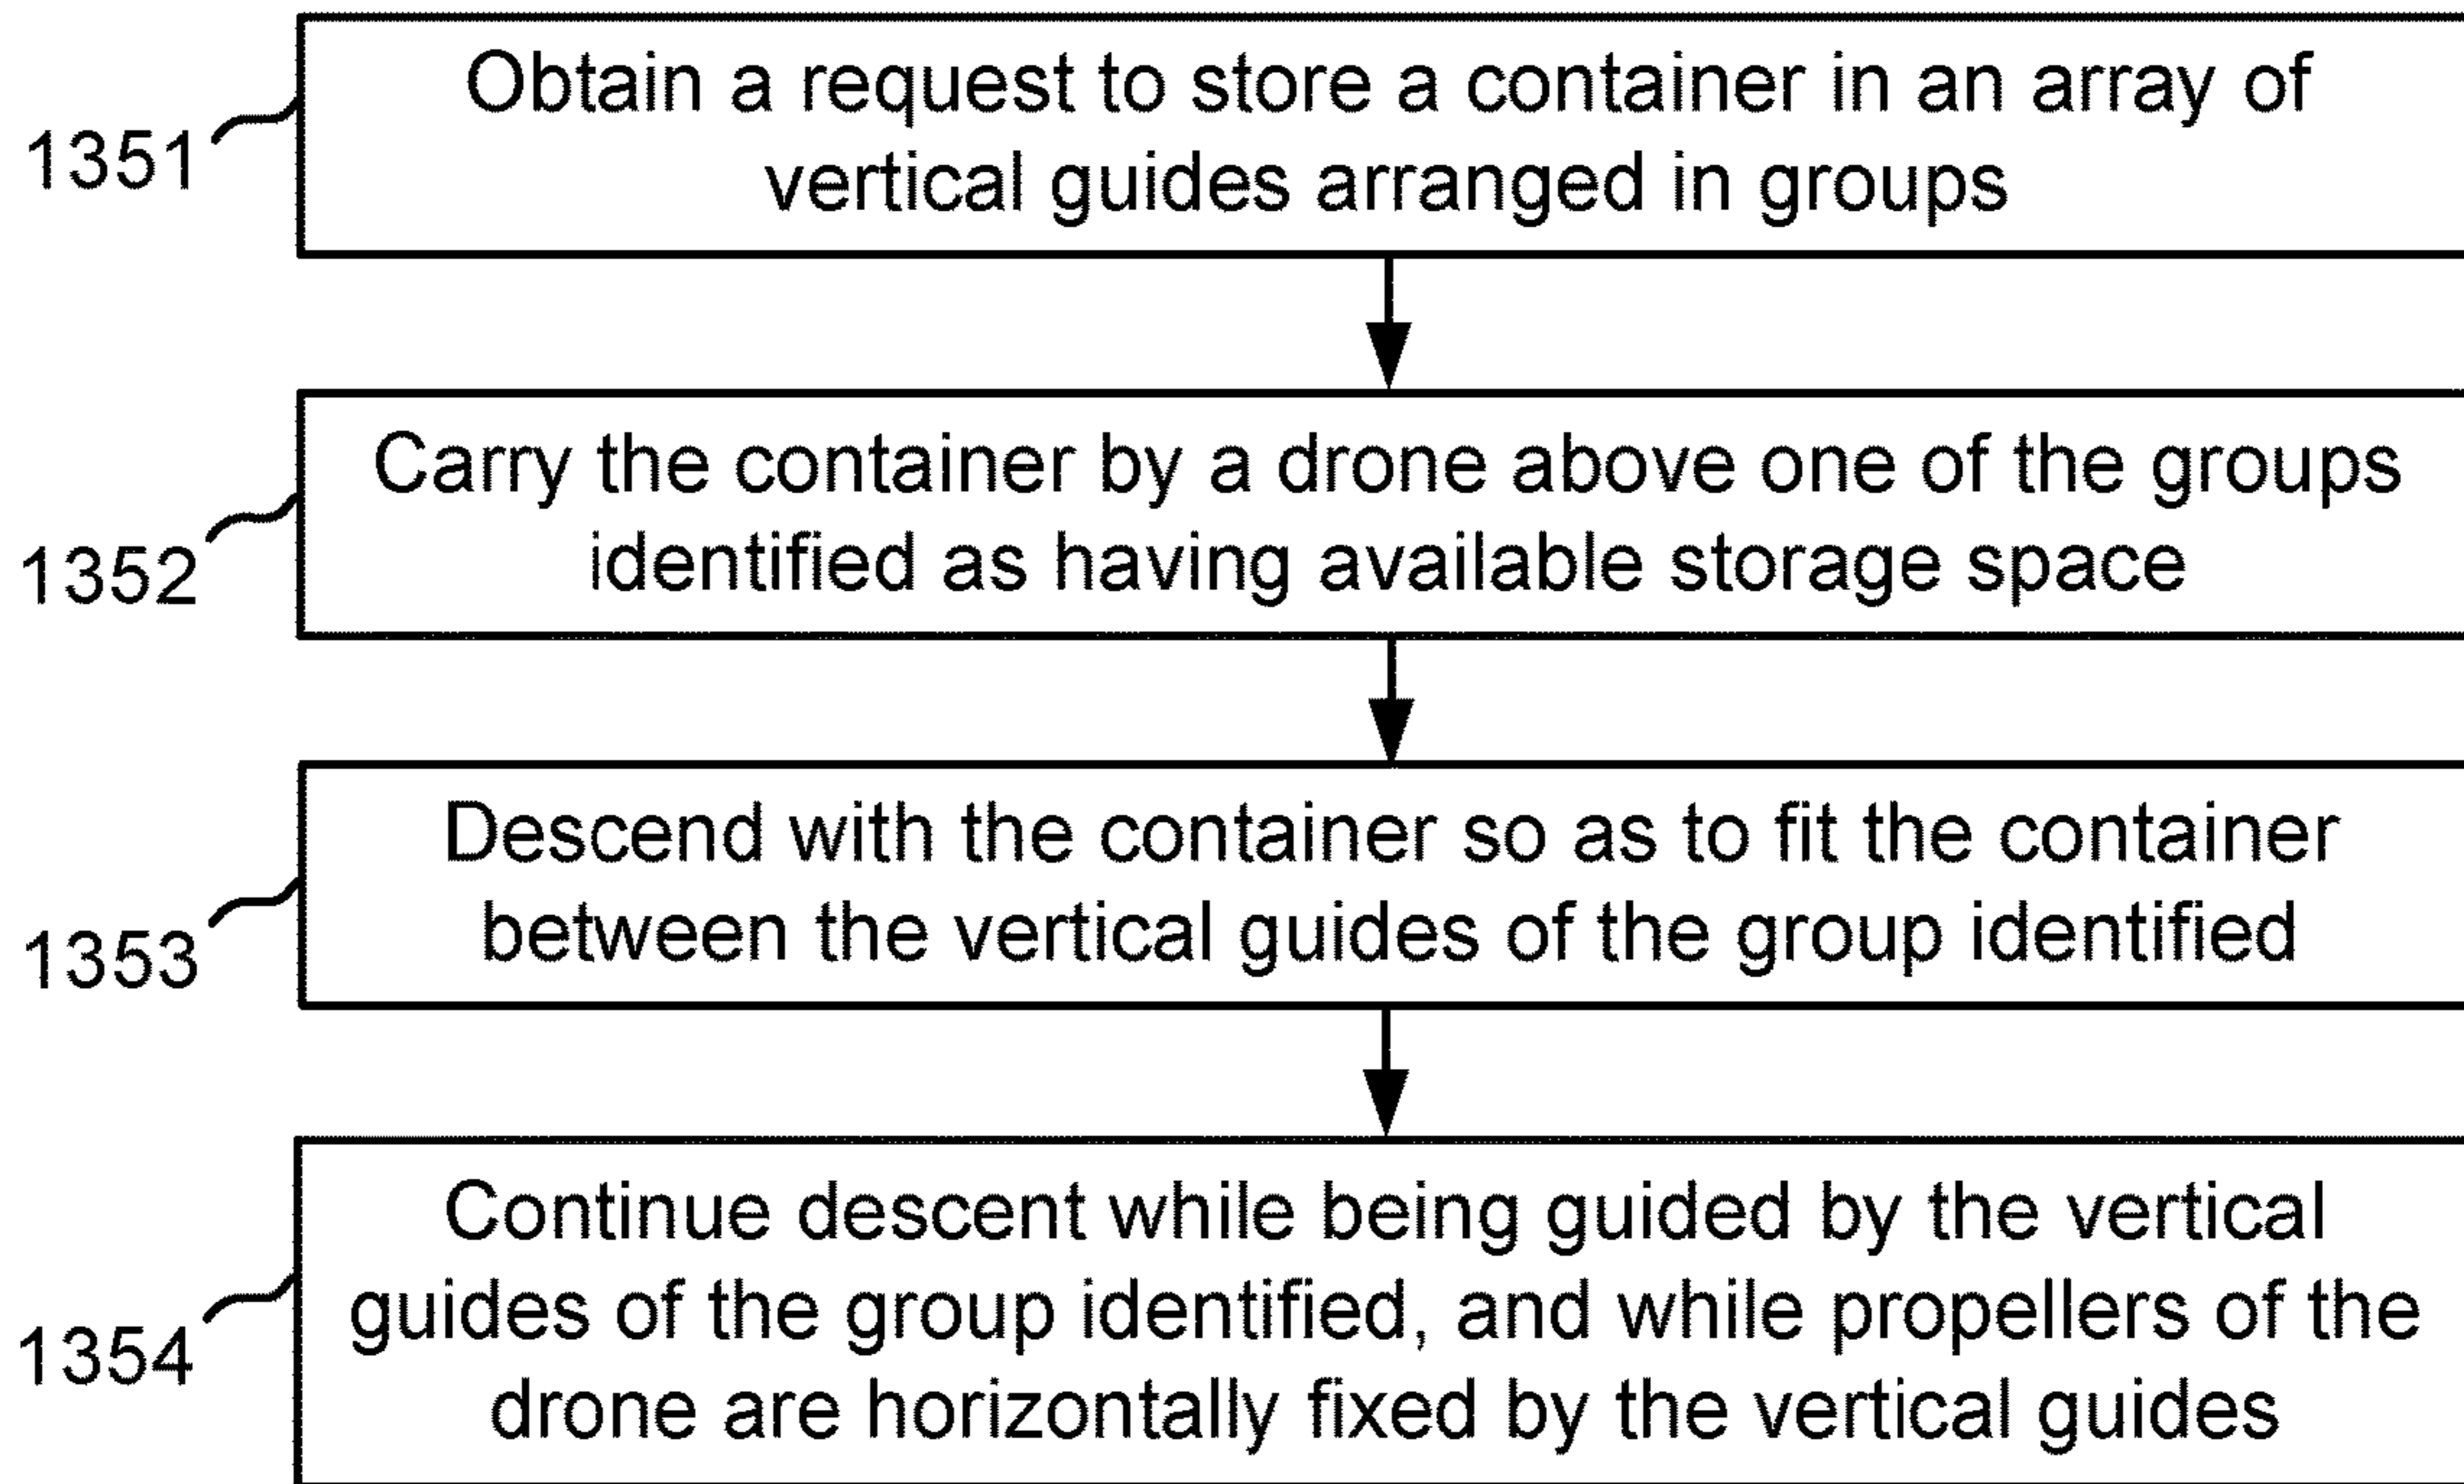 Obtain a request to store a container in an array of
vertical guides arranged in groups
1351
Carry the container by a drone above one of the groups
identified as having available storage space
1352
Descend with the container so as to fit the container
between the vertical guides of the group identified
1353
Continue descent while being guided by the vertical
guides of the group identified, and while propellers of the
drone are horizontally fixed by the vertical guides
1354